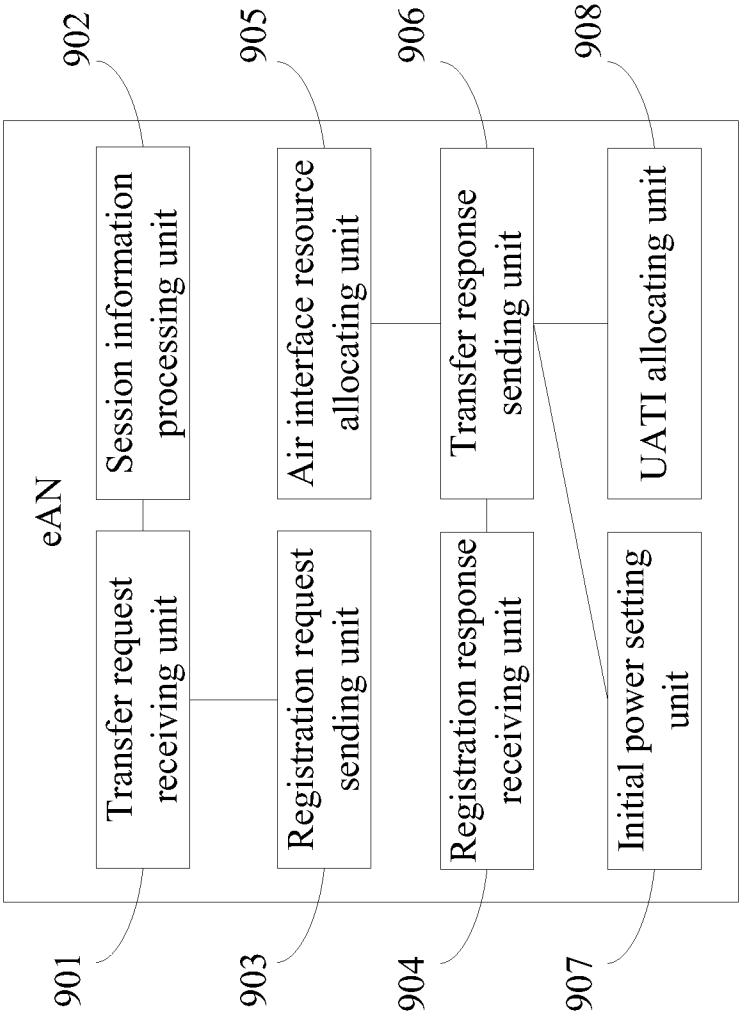 eAN
901
Transfer request
receiving unit
Session information
processing unit
902
903
Registration request
sending unit
Air interface resource
allocating unit
905
904
Registration response
receiving unit
Transfer response
sending unit
906
907
Initial power setting
unit
UATI allocating unit
908